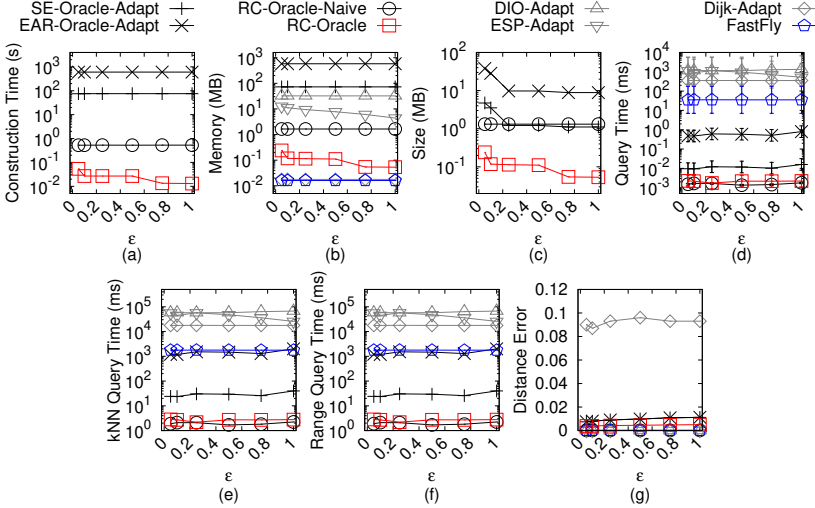 SE-Oracle-Adapt RC-Oracle-Naive DIO-Adapt Dijk-Adapt
EAR-Oracle-Adapt RC-Oracle ESP-Adapt FastFly
Construction Time (s)
10^3
10^2
10^1
10^0
10^-1
10^-2
0 0.2 0.4 0.6 0.8 1
ε
(a)
Memory (MB)
10^3
10^2
10^1
10^0
10^-1
10^-2
0 0.2 0.4 0.6 0.8 1
ε
(b)
Size (MB)
10^2
10^1
10^0
10^-1
0 0.2 0.4 0.6 0.8 1
ε
(c)
Query Time (ms)
10^4
10^3
10^2
10^1
10^0
10^-1
10^-2
10^-3
0 0.2 0.4 0.6 0.8 1
ε
(d)
kNN Query Time (ms)
10^5
10^4
10^3
10^2
10^1
10^0
0 0.2 0.4 0.6 0.8 1
ε
(e)
Range Query Time (ms)
10^5
10^4
10^3
10^2
10^1
10^0
0 0.2 0.4 0.6 0.8 1
ε
(f)
Distance Error
0.12
0.1
0.08
0.06
0.04
0.02
0
0 0.2 0.4 0.6 0.8 1
ε
(g)